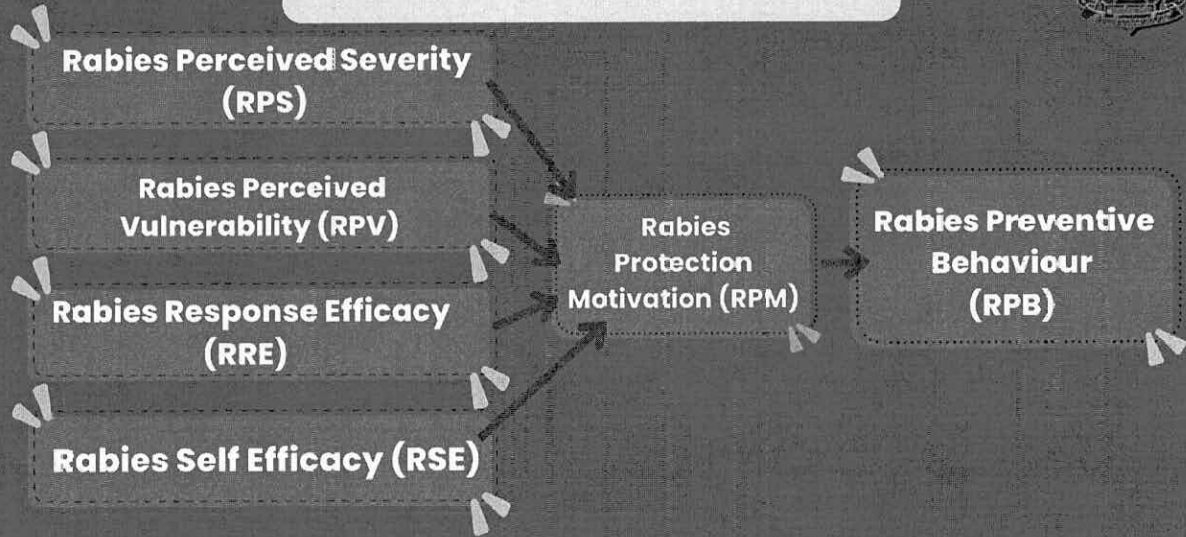 Rabies Perceived Severity
(RPS)
Rabies Perceived
Vulnerability (RPV)
Rabies Response Efficacy
(RRE)
Rabies Self Efficacy (RSE)
Rabies
Protection
Motivation (RPM)
Rabies Preventive
Behaviour
(RPB)